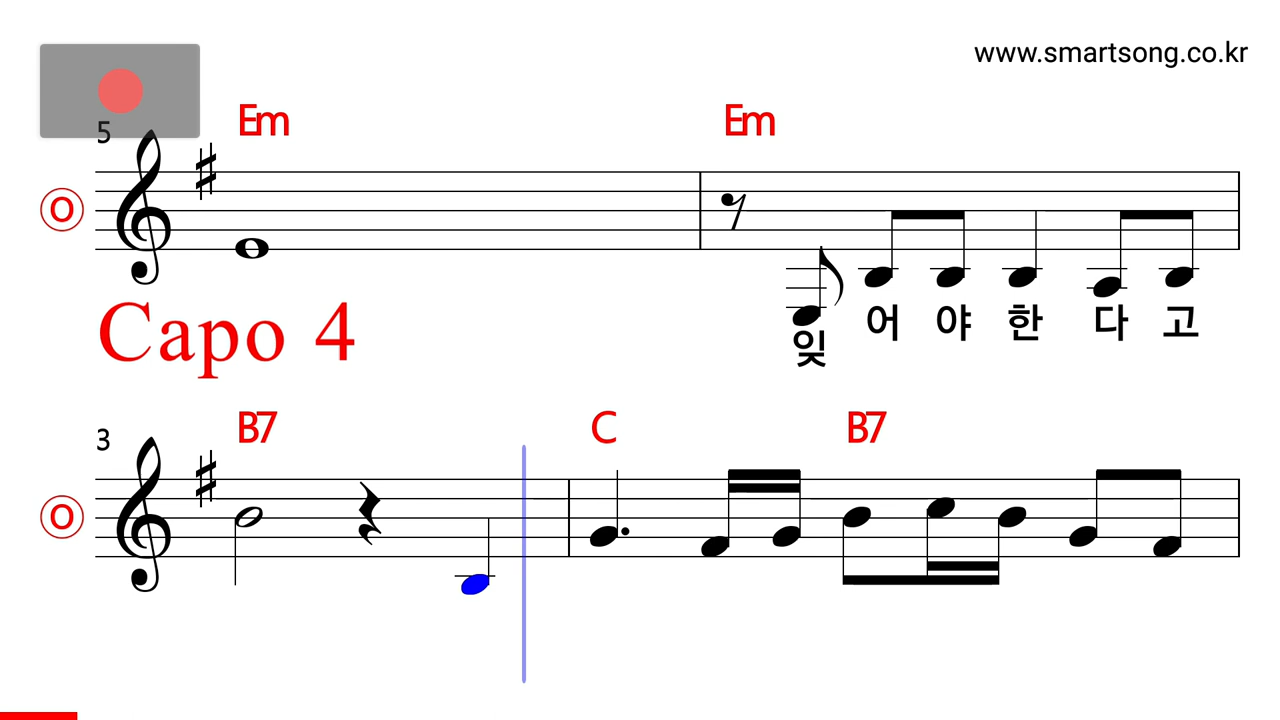 www.smartsong.co.kr
5 Em Em
O
잊 어 야 한 다 고
Capo 4
3 B7 C B7
O